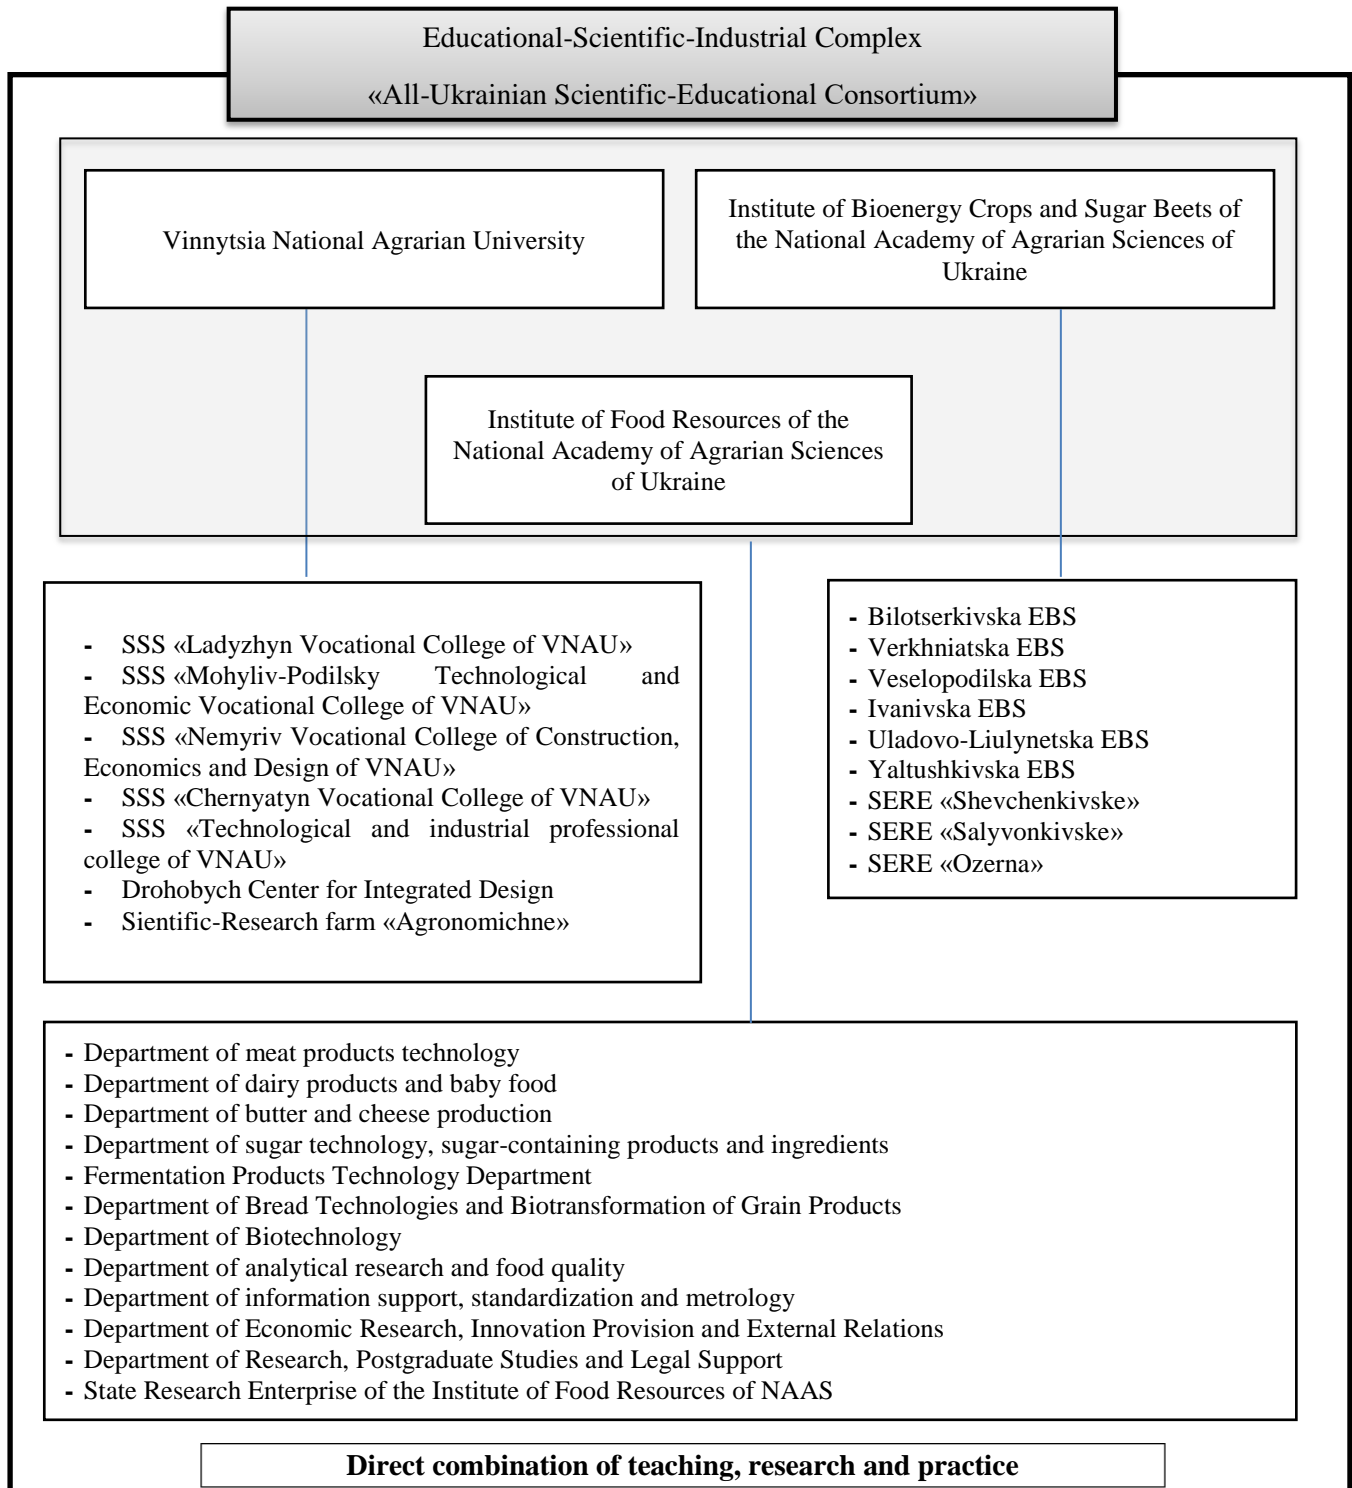 Educational-Scientific-Industrial Complex
«All-Ukrainian Scientific-Educational Consortium»
Vinnytsia National Agrarian University
Institute of Bioenergy Crops and Sugar Beets of
the National Academy of Agrarian Sciences of
Ukraine
Institute of Food Resources of the
National Academy of Agrarian Sciences
of Ukraine
- SSS «Ladyzhyn Vocational College of VNAU»
- SSS «Mohyliv-Podilsky Technological and
Economic Vocational College of VNAU»
- SSS «Nemyriv Vocational College of Construction,
Economics and Design of VNAU»
- SSS «Chernyatyn Vocational College of VNAU»
- SSS «Technological and industrial professional
college of VNAU»
- Drohobych Center for Integrated Design
- Sientific-Research farm «Agronomichne»
- Bilotserkivska EBS
- Verkhniatska EBS
- Veselopodilska EBS
- Ivanivska EBS
- Uladovo-Liulynetska EBS
- Yaltushkivska EBS
- SERE «Shevchenkivske»
- SERE «Salyvonkivske»
- SERE «Ozerna»
- Department of meat products technology
- Department of dairy products and baby food
- Department of butter and cheese production
- Department of sugar technology, sugar-containing products and ingredients
- Fermentation Products Technology Department
- Department of Bread Technologies and Biotransformation of Grain Products
- Department of Biotechnology
- Department of analytical research and food quality
- Department of information support, standardization and metrology
- Department of Economic Research, Innovation Provision and External Relations
- Department of Research, Postgraduate Studies and Legal Support
- State Research Enterprise of the Institute of Food Resources of NAAS
Direct combination of teaching, research and practice